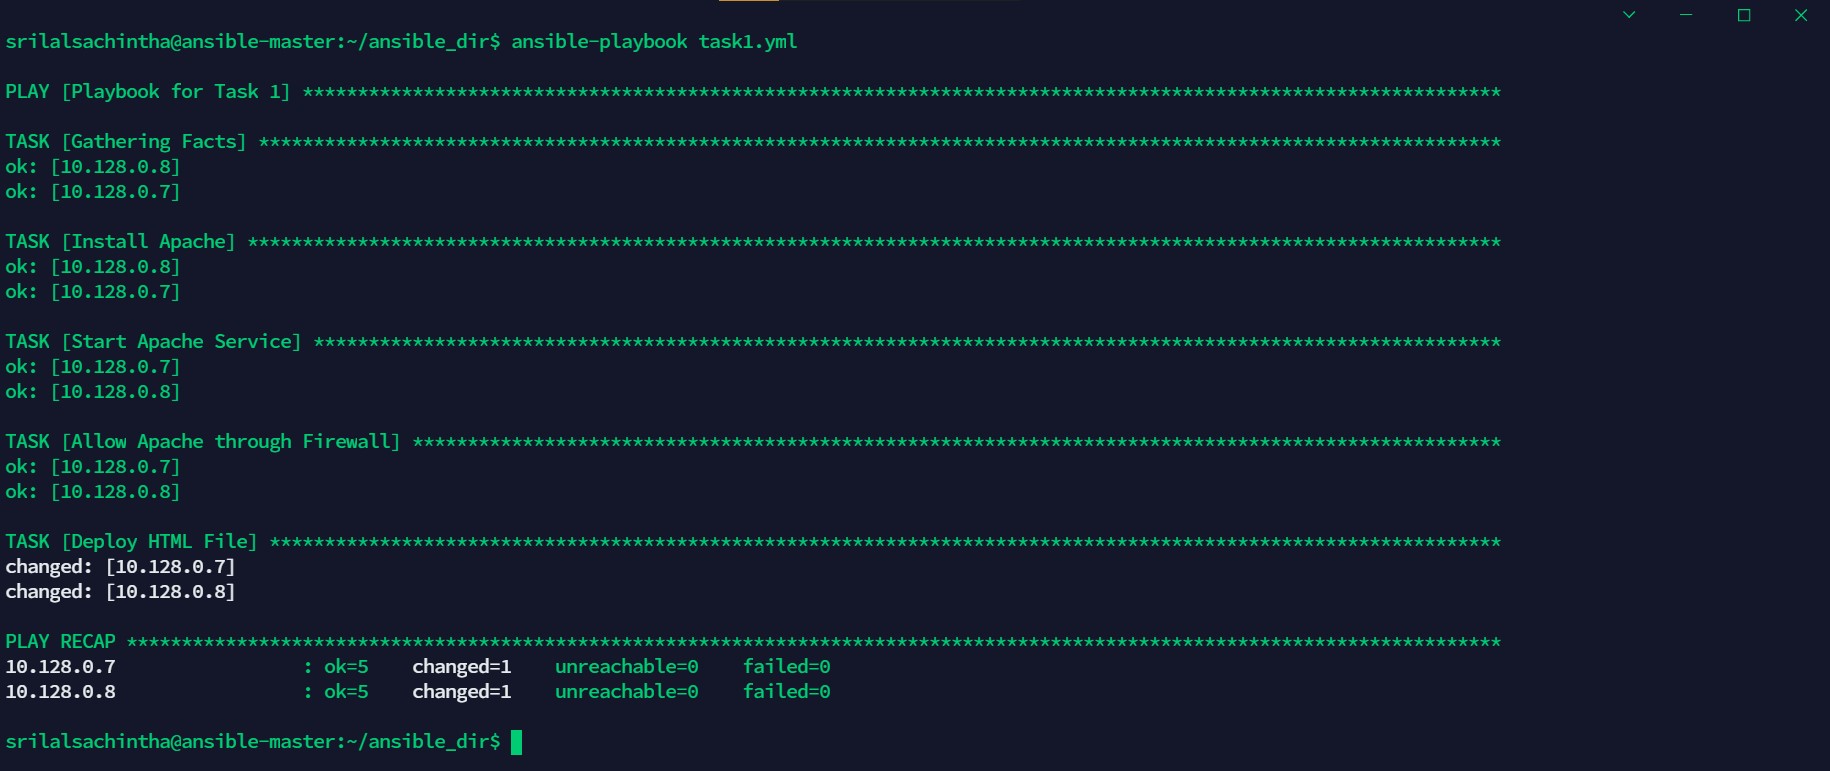 srilalsachintha@ansible-master:~/ansible_dir$ ansible-playbook task1.yml
PLAY [Playbook for Task 1] *************************************************************************************************************
TASK [Gathering Facts] *****************************************************************************************************************
ok: [10.128.0.8]
ok: [10.128.0.7]
TASK [Install Apache] ******************************************************************************************************************
ok: [10.128.0.8]
ok: [10.128.0.7]
TASK [Start Apache Service] ************************************************************************************************************
ok: [10.128.0.7]
ok: [10.128.0.8]
TASK [Allow Apache through Firewall] ***************************************************************************************************
ok: [10.128.0.7]
ok: [10.128.0.8]
TASK [Deploy HTML File] ****************************************************************************************************************
changed: [10.128.0.7]
changed: [10.128.0.8]
PLAY RECAP *****************************************************************************************************************************
10.128.0.7                 : ok=5    changed=1    unreachable=0    failed=0
10.128.0.8                 : ok=5    changed=1    unreachable=0    failed=0
srilalsachintha@ansible-master:~/ansible_dir$